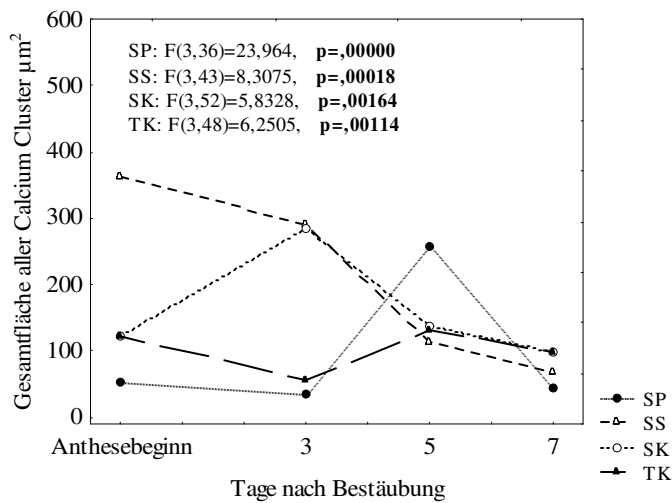 600
500
400
300
200
100
0
Gesamtfläche aller Calcium Cluster µm²
SP: F(3,36)=23,964, p=,00000
SS: F(3,43)=8,3075, p=,00018
SK: F(3,52)=5,8328, p=,00164
TK: F(3,48)=6,2505, p=,00114
Anthesebeginn 3 5 7
Tage nach Bestäubung
SP
SS
SK
TK